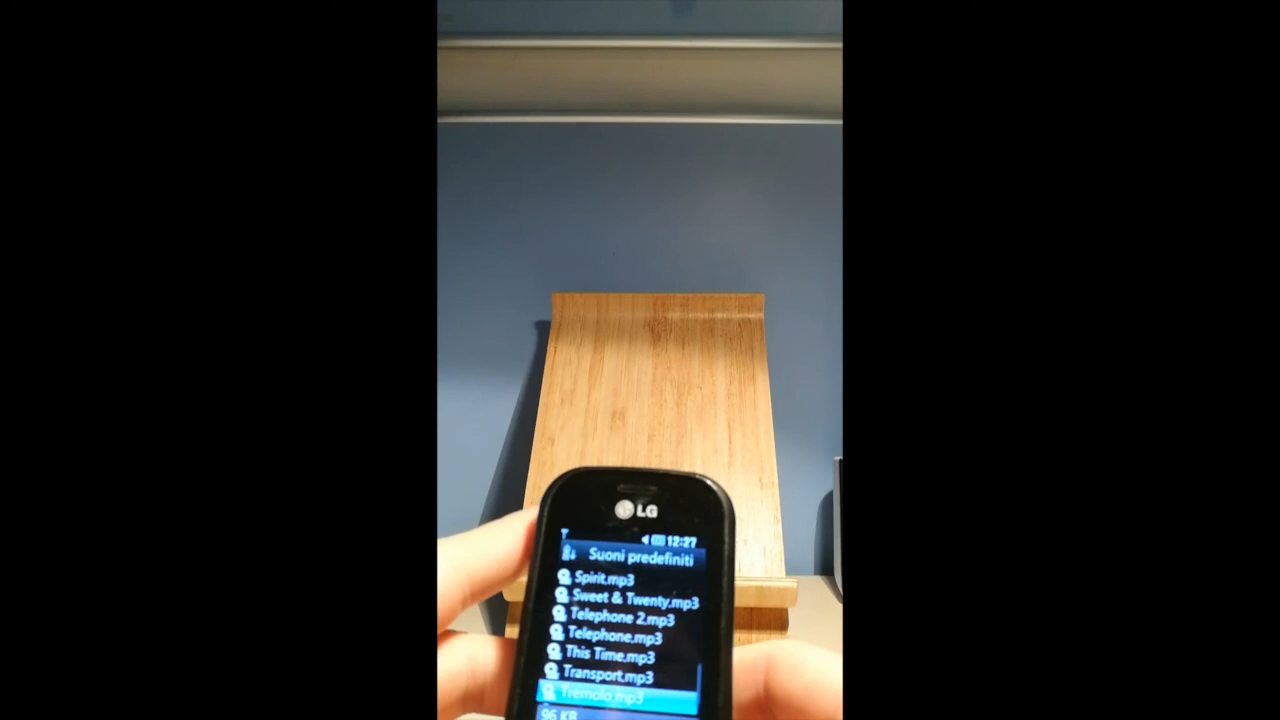 LG
12:27
Suoni predefiniti
Spirit.mp3
Sweet & Twenty.mp3
Telephone 2.mp3
Telephone.mp3
This Time.mp3
Transport.mp3
Tremolo.mp3
96 KB